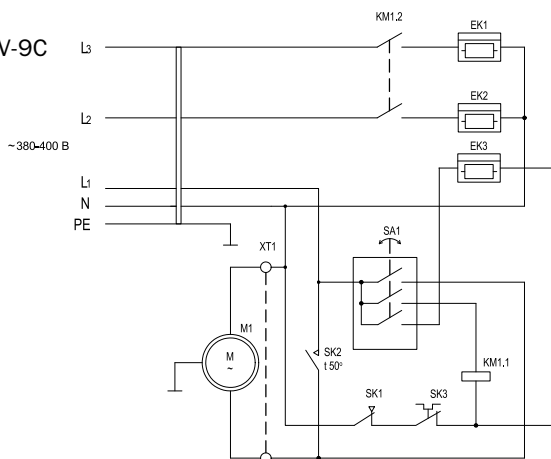 V-9C
L3
KM1.2
EK1
L2
EK2
~380-400 В
EK3
L1
N
PE
SA1
XT1
M1
M
~
SK2
t 50°
KM1.1
SK1
SK3